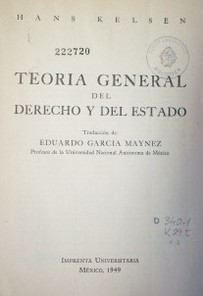 HANS KELSEN
222720
TEORIA GENERAL
DEL
DERECHO Y DEL ESTADO
Traducción de
EDUARDO GARCIA MAYNEZ
Profesor de la Universidad Nacional Autónoma de México
D 340.1
IMPRENTA UNIVERSITARIA
MÉXICO, 1949